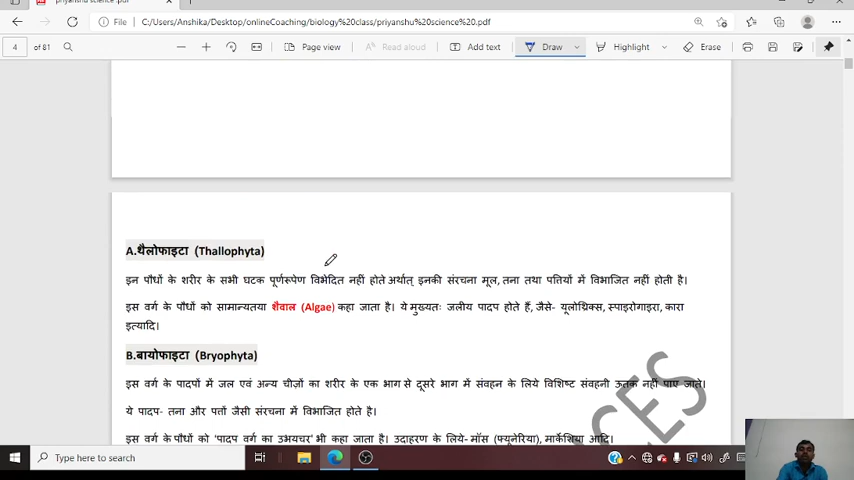 priyanshu science .pdf
File | C:/Users/Anshika/Desktop/onlineCoaching/biology%20class/priyanshu%20science%20.pdf
4 of 81 Page view Read aloud Add text Draw Highlight Erase
A.थैलोफाइटा (Thallophyta)
इन पौधों के शरीर के सभी घटक पूर्णरूपेण विभेदित नहीं होते अर्थात् इनकी संरचना मूल, तना तथा पत्तियों में विभाजित नहीं होती है।
इस वर्ग के पौधों को सामान्यतया शैवाल (Algae) कहा जाता है। ये मुख्यतः जलीय पादप होते हैं, जैसे- यूलोथ्रिक्स, स्पाइरोगाइरा, कारा
इत्यादि।
B.बायोफाइटा (Bryophyta)
इस वर्ग के पादपों में जल एवं अन्य चीज़ों का शरीर के एक भाग से दूसरे भाग में संवहन के लिये विशिष्ट संवहनी ऊतक नहीं पाए जाते।
ये पादप- तना और पत्तों जैसी संरचना में विभाजित होते है।
इस वर्ग के पौधों को 'पादप वर्ग का उभयचर' भी कहा जाता है। उदाहरण के लिये- मॉस (फ्यूनेरिया), मार्केशिया आदि।
CES
Type here to search